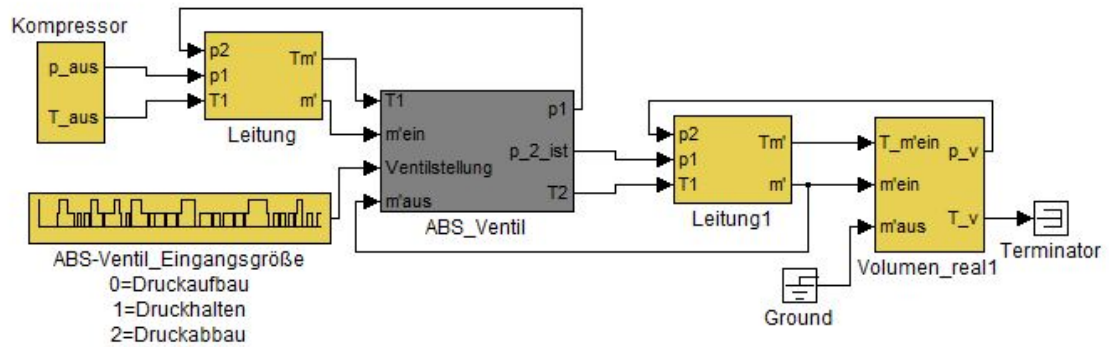 Kompressor
p_aus
T_aus
p2
p1
T1
Tm'
m'
Leitung
T1
m'ein
Ventilstellung
m'aus
p1
p_2_ist
T2
ABS_Ventil
p2
p1
T1
Tm'
m'
Leitung1
T_m'ein
m'ein
m'aus
p_v
T_v
Volumen_real1
Terminator
Ground
ABS-Ventil_Eingangsgröße
0=Druckaufbau
1=Druckhalten
2=Druckabbau